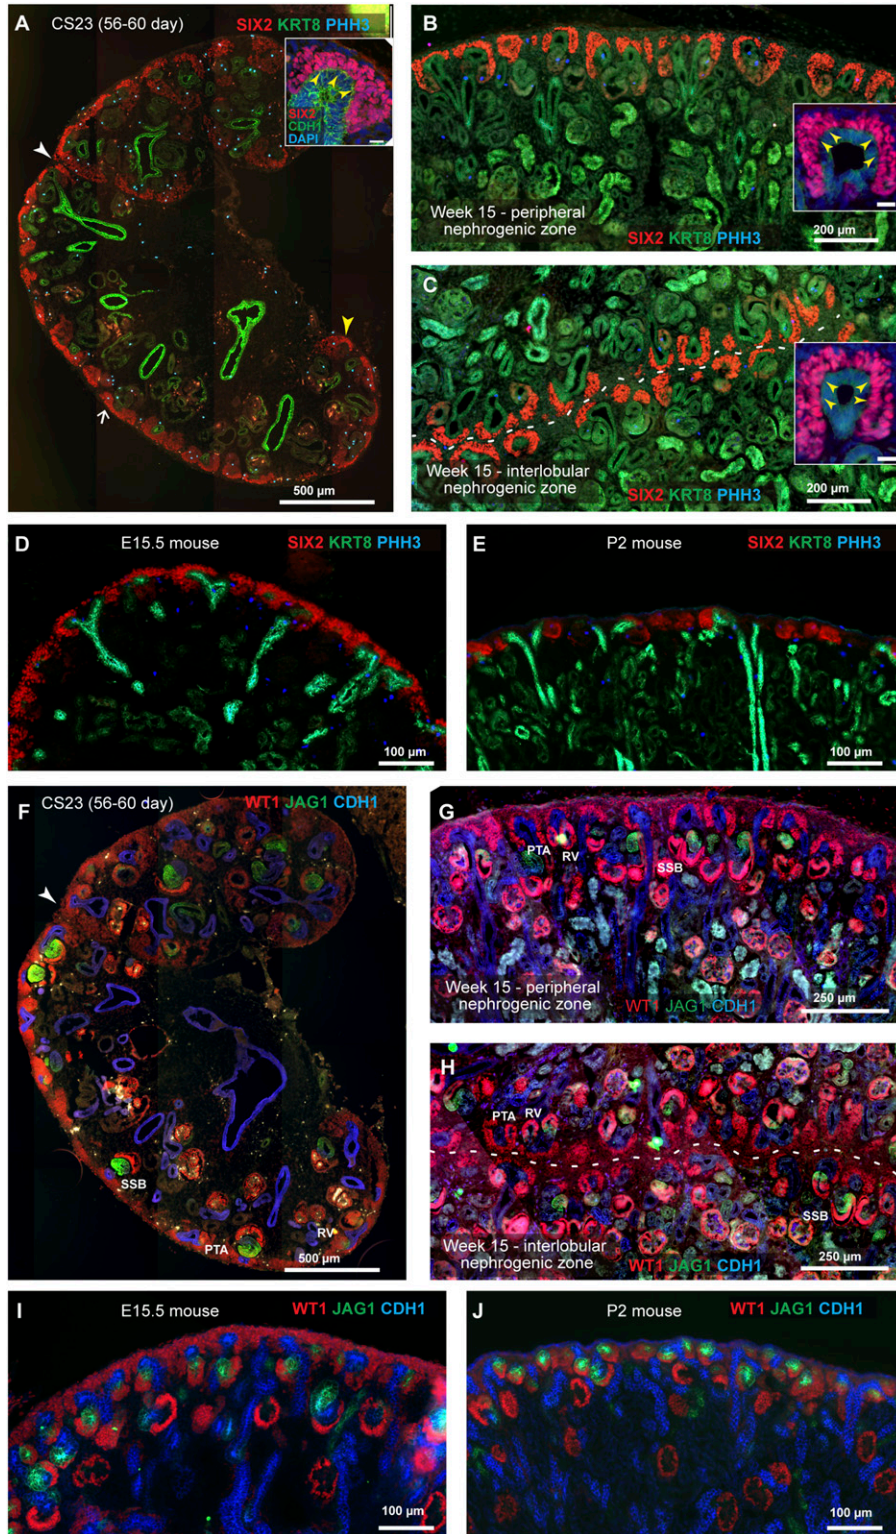 A
CS23 (56-60 day)
SIX2 KRT8 PHH3
SIX2
CDH1
DAPI
500 µm
B
Week 15 - peripheral
nephrogenic zone
SIX2 KRT8 PHH3
200 µm
C
Week 15 - interlobular
nephrogenic zone
SIX2 KRT8 PHH3
200 µm
D
E15.5 mouse
SIX2 KRT8 PHH3
100 µm
E
P2 mouse
SIX2 KRT8 PHH3
100 µm
F
CS23 (56-60 day)
WT1 JAG1 CDH1
SSB
PTA
RV
500 µm
G
PTA
RV
SSB
Week 15 - peripheral
nephrogenic zone
WT1 JAG1 CDH1
250 µm
H
PTA
RV
SSB
Week 15 - interlobular
nephrogenic zone
WT1 JAG1 CDH1
250 µm
I
E15.5 mouse
WT1 JAG1 CDH1
100 µm
J
P2 mouse
WT1 JAG1 CDH1
100 µm